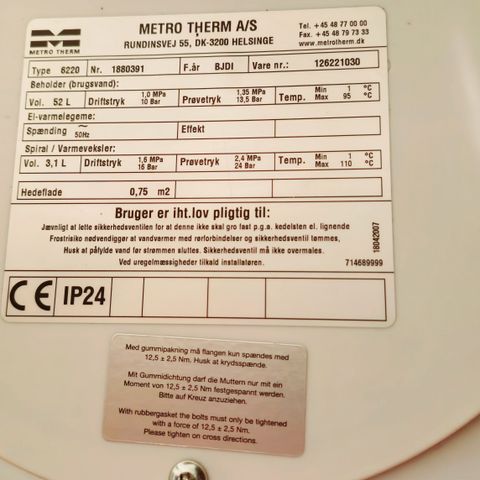 METRO THERM A/S
RUNDINSVEJ 55, DK-3200 HELSINGE
Tel. +45 48 77 00 00
Fax. +45 48 79 73 33
www.metrotherm.dk
METRO THERM
Type 6220 Nr. 1880391 F.år BJDI Vare nr.: 126221030
Beholder (brugsvand):
Vol. 52 L Driftstryk 1,0 MPa 10 Bar Prøvetryk 1,35 MPa 13,5 Bar Temp. Min 1 °C Max 95 °C
El-varmelegeme:
Spænding ~ 50Hz Effekt
Spiral / Varmeveksler:
Vol. 3,1 L Driftstryk 1,6 MPa 16 Bar Prøvetryk 2,4 MPa 24 Bar Temp. Min 1 °C Max 110 °C
Hedeflade 0,75 m2
Bruger er iht.lov pligtig til:
Jævnligt at lette sikkerhedsventilen for at denne ikke skal gro fast p.g.a. kedelsten el. lignende
Frostrisiko nødvendiggør at vandvarmer med rørforbindelser og sikkerhedsventil tømmes,
Husk at påfylde vand før strømmen sluttes. Sikkerhedsventil må ikke overmales.
Ved uregelmæssigheder tilkald installatøren.
18042007
714689999
CE IP24
Med gummipakning må flangen kun spændes med
12,5 ± 2,5 Nm. Husk at krydsspænde.
Mit Gummidichtung darf die Muttern nur mit ein
Moment von 12,5 ± 2,5 Nm festgespannt werden.
Bitte auf Kreuz anzuziehen.
With rubbergasket the bolts must only be tightened
with a force of 12,5 ± 2,5 Nm.
Please tighten on cross directions.